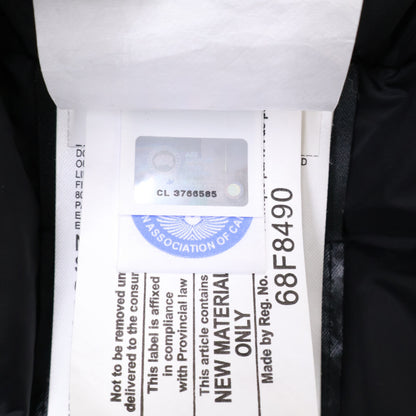 CL 3766585
N ASSOCIATION OF CA
Not to be removed un
delivered to the consu
This label is affixed
in compliance
with Provincial law
This article contains
NEW MATERIAL
ONLY
Made by Reg. No.
68F8490